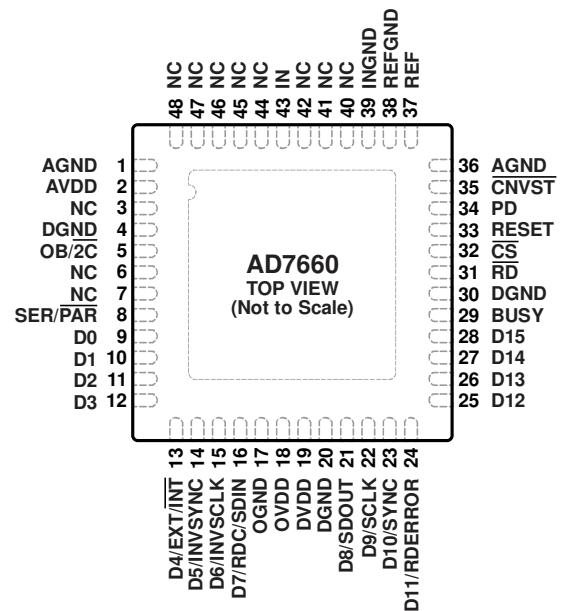 NC
NC
NC
NC
NC
IN
NC
NC
NC
INGND
REFGND
REF
48
47
46
45
44
43
42
41
40
39
38
37
AGND 1
AVDD 2
NC 3
DGND 4
OB/2C 5
NC 6
NC 7
SER/PAR 8
D0 9
D1 10
D2 11
D3 12
AD7660
TOP VIEW
(Not to Scale)
36 AGND
35 CNVST
34 PD
33 RESET
32 CS
31 RD
30 DGND
29 BUSY
28 D15
27 D14
26 D13
25 D12
13
14
15
16
17
18
19
20
21
22
23
24
D4/EXT/INT
D5/INVSYNC
D6/INVSCLK
D7/RDC/SDIN
OGND
OVDD
DVDD
DGND
D8/SDOUT
D9/SCLK
D10/SYNC
D11/RDERROR